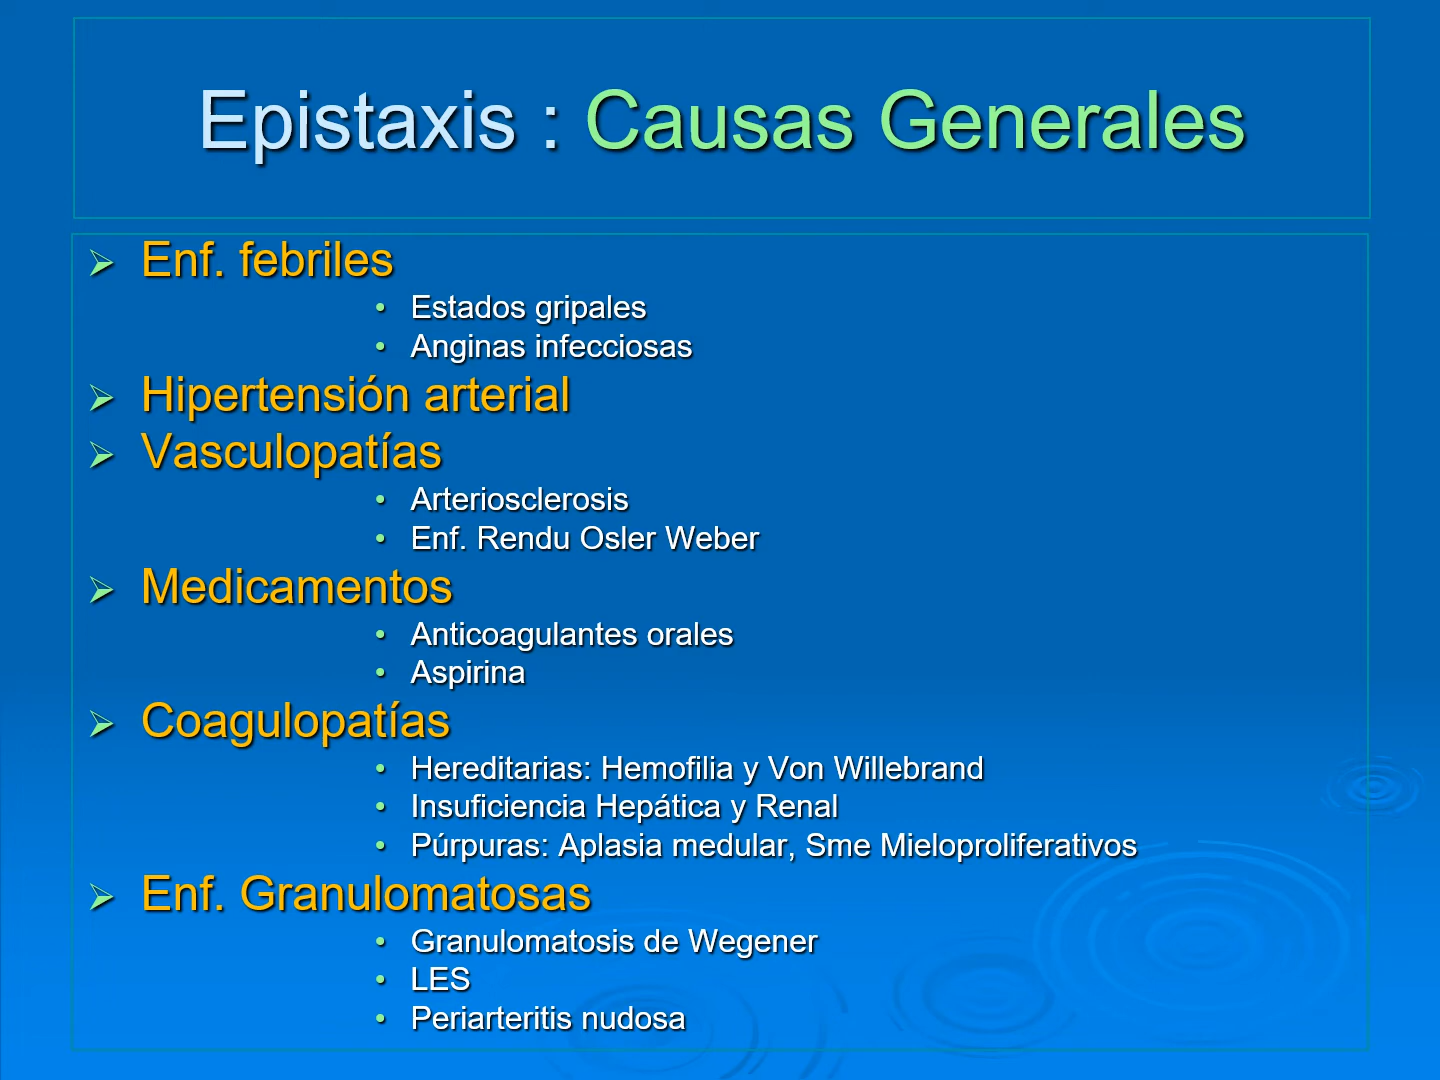 Epistaxis : Causas Generales
Enf. febriles
• Estados gripales
• Anginas infecciosas
Hipertensión arterial
Vasculopatías
• Arteriosclerosis
• Enf. Rendu Osler Weber
Medicamentos
• Anticoagulantes orales
• Aspirina
Coagulopatías
• Hereditarias: Hemofilia y Von Willebrand
• Insuficiencia Hepática y Renal
• Púrpuras: Aplasia medular, Sme Mieloproliferativos
Enf. Granulomatosas
• Granulomatosis de Wegener
• LES
• Periarteritis nudosa